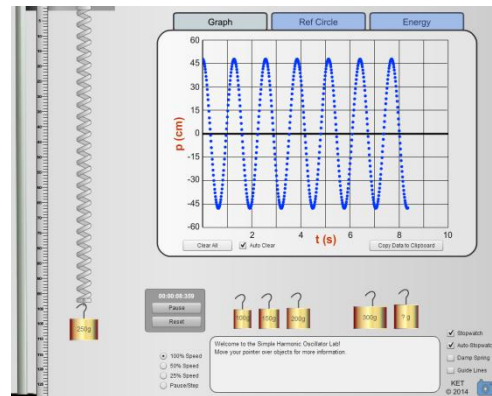 Graph
Ref Circle
Energy
60
45
30
15
0
-15
-30
-45
-60
p (cm)
2
4
6
8
10
t (s)
Clear All
Auto Clear
Copy Data to Clipboard
Pause
Reset
250g
100g
150g
200g
500g
? g
100% Speed
50% Speed
25% Speed
Pause/Step
Welcome to the Simple Harmonic Oscillator Lab!
Move your pointer over objects for more information.
Stopwatch
Auto-Stopwatch
Damp Spring
Guide Lines
KET
© 2014